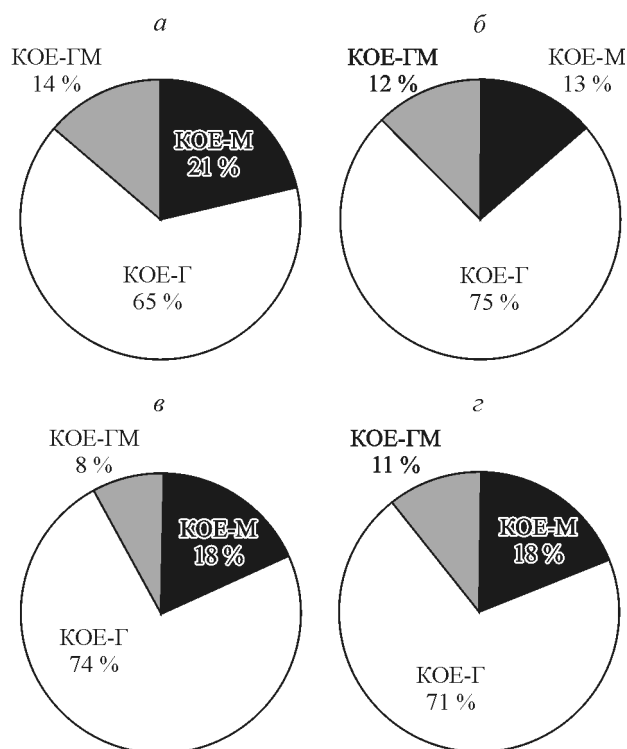 а
КОЕ-ГМ
14 %
КОЕ-М
21 %
КОЕ-Г
65 %
б
КОЕ-ГМ
12 %
КОЕ-М
13 %
КОЕ-Г
75 %
в
КОЕ-ГМ
8 %
КОЕ-М
18 %
КОЕ-Г
74 %
г
КОЕ-ГМ
11 %
КОЕ-М
18 %
КОЕ-Г
71 %